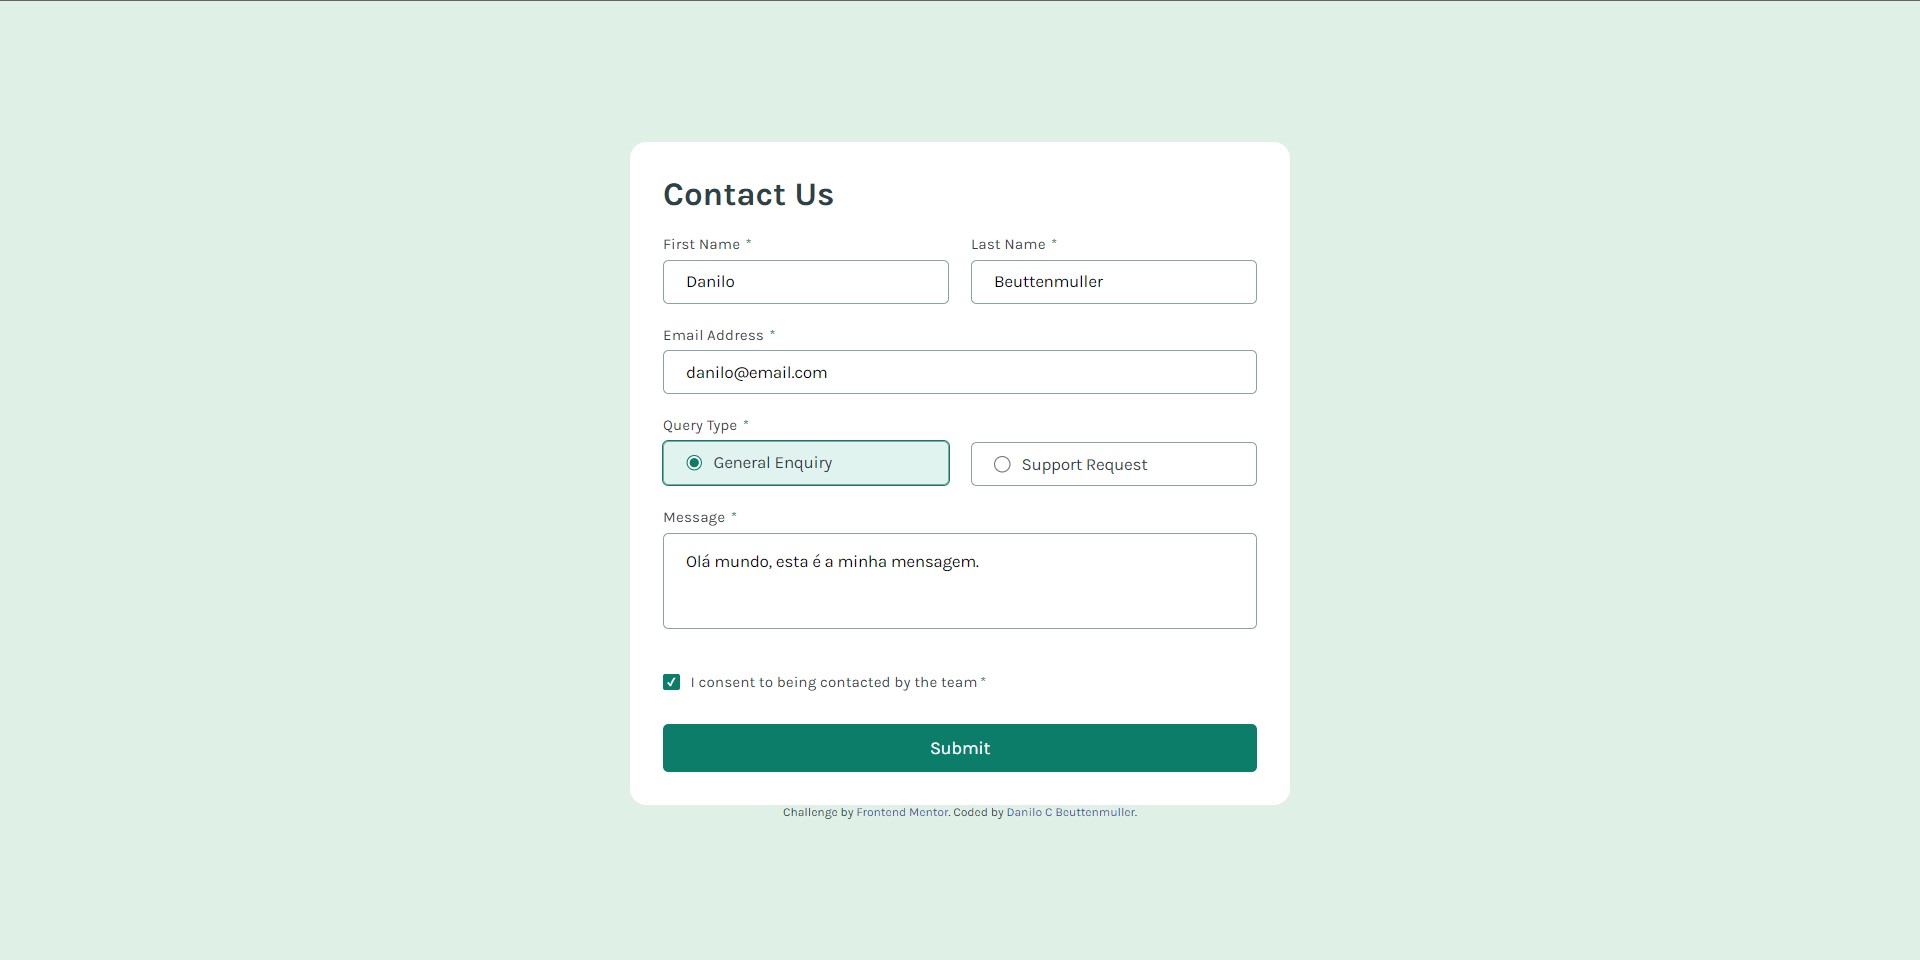 Contact Us
First Name *
Last Name *
Danilo
Beuttenmuller
Email Address *
danilo@email.com
Query Type *
General Enquiry
Support Request
Message *
Olá mundo, esta é a minha mensagem.
I consent to being contacted by the team *
Submit
Challenge by Frontend Mentor. Coded by Danilo C Beuttenmuller.